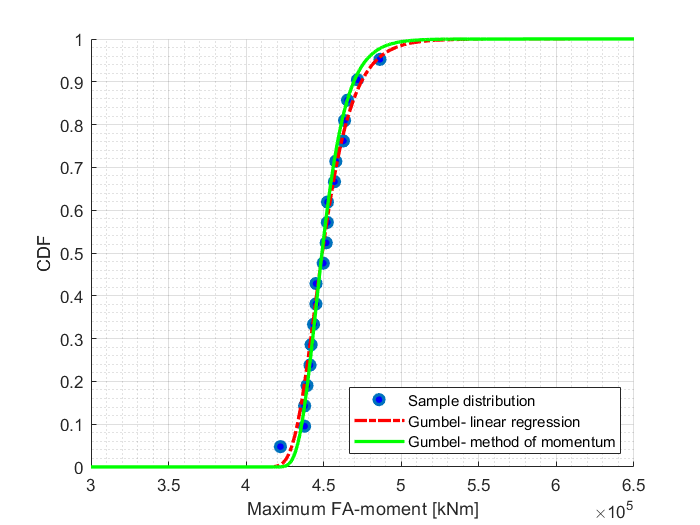 1
0.9
0.8
0.7
0.6
0.5
0.4
0.3
0.2
0.1
0
CDF
Sample distribution
Gumbel- linear regression
Gumbel- method of momentum
3 3.5 4 4.5 5 5.5 6 6.5
Maximum FA-moment [kNm]
×10⁵